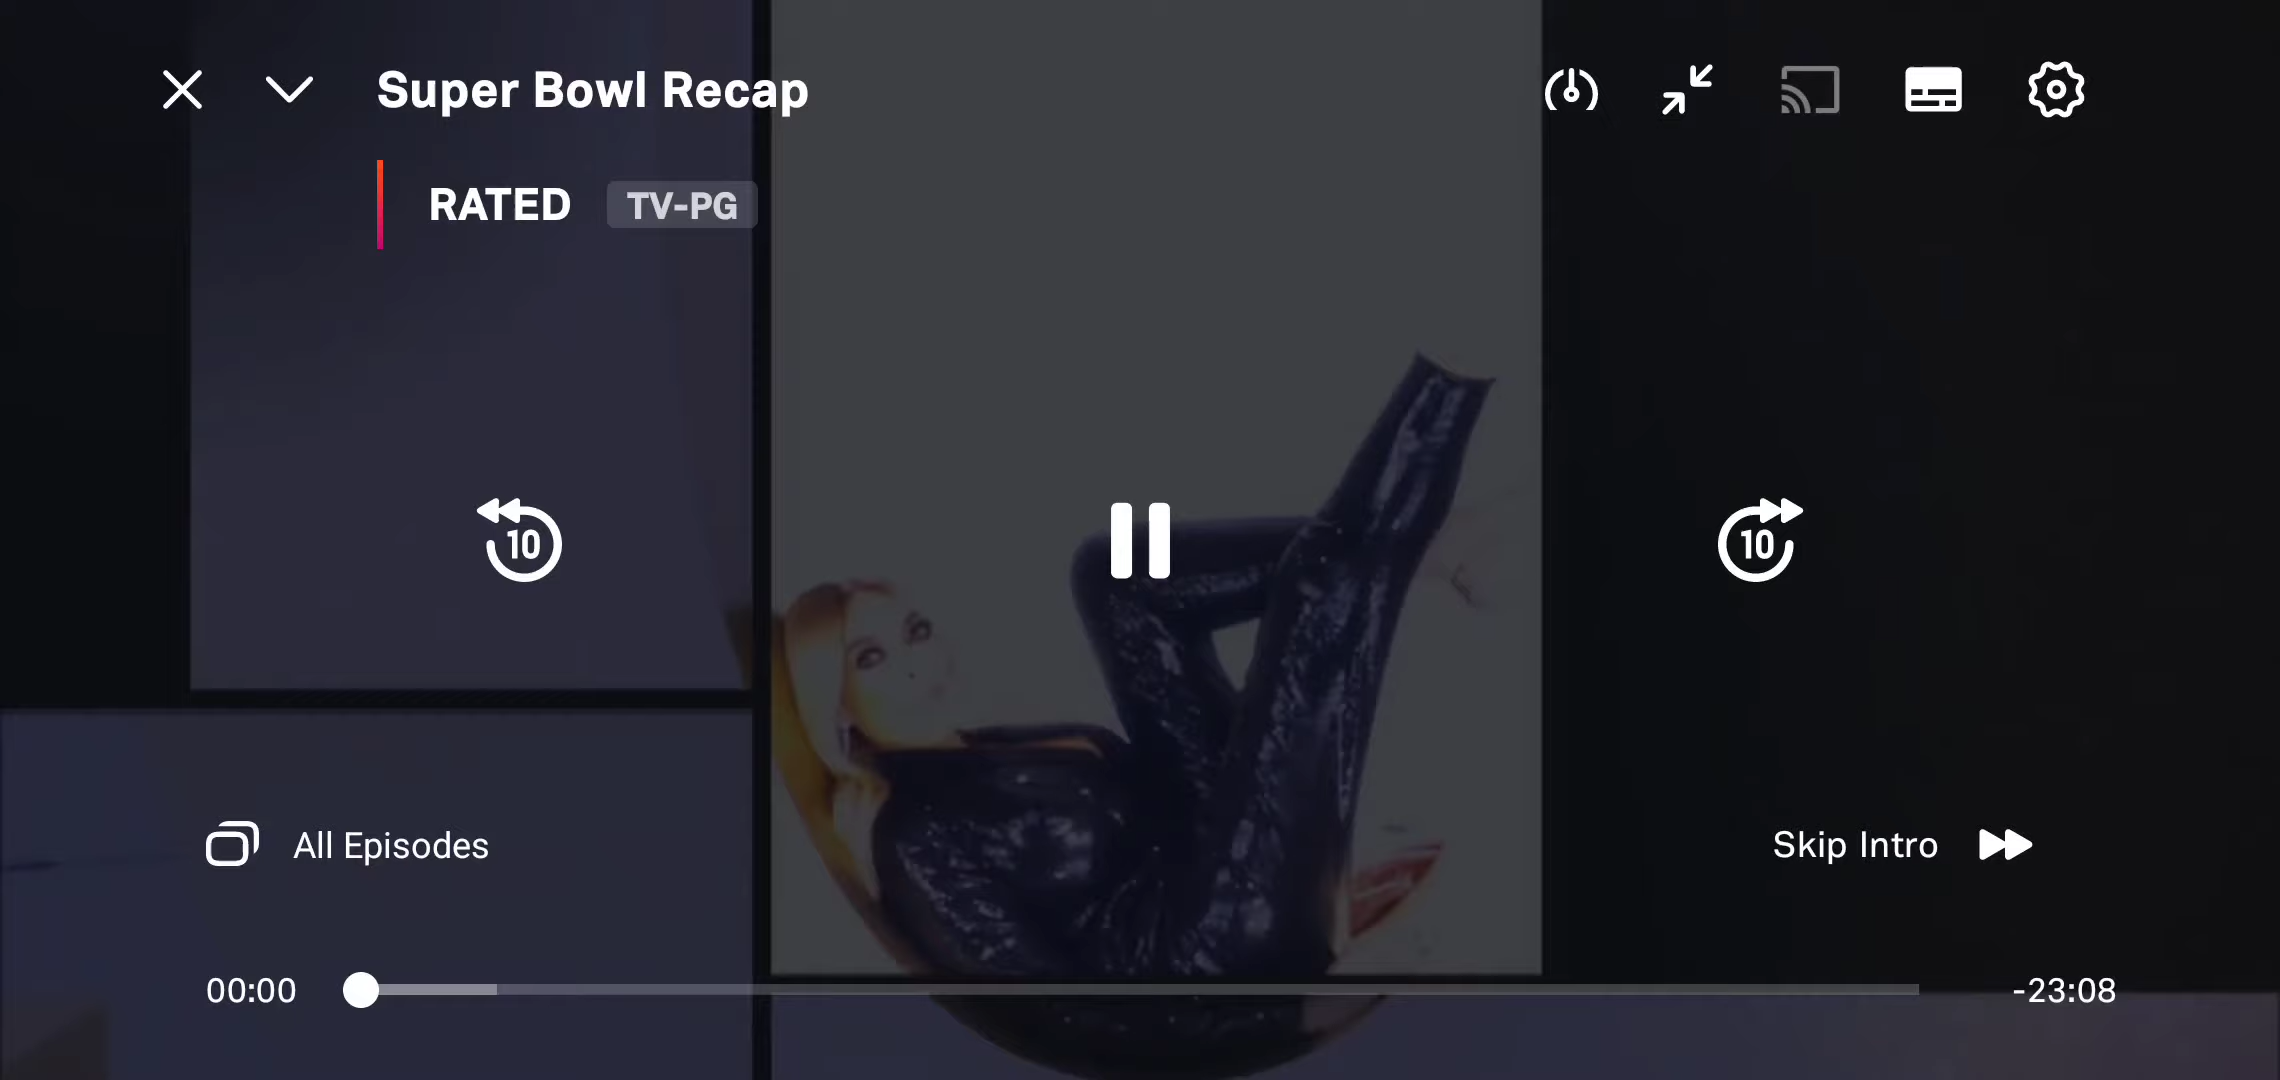 Super Bowl Recap
RATED TV-PG
10
10
All Episodes
Skip Intro
00:00
-23:08